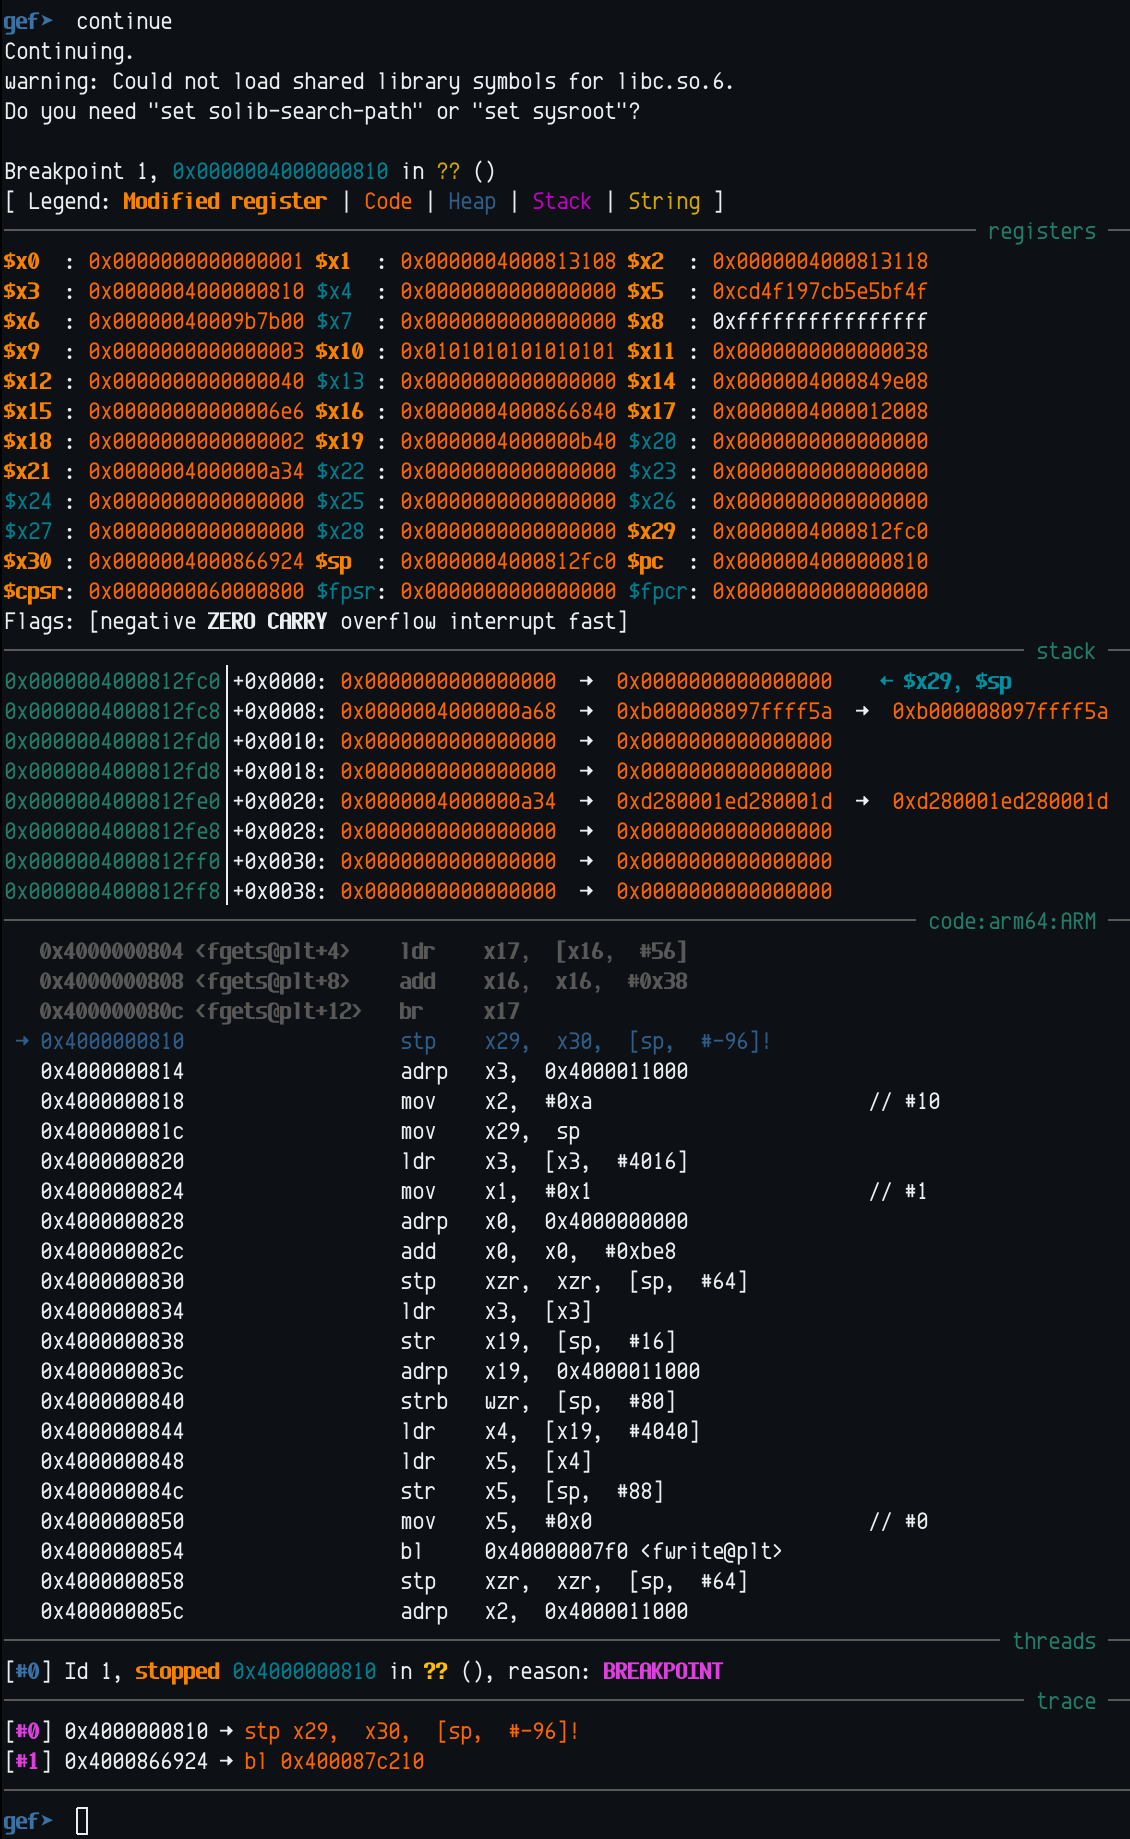 gef➤  continue
Continuing.
warning: Could not load shared library symbols for libc.so.6.
Do you need "set solib-search-path" or "set sysroot"?
Breakpoint 1, 0x0000004000000810 in ?? ()
[ Legend: Modified register | Code | Heap | Stack | String ]
registers
$x0  : 0x0000000000000001 $x1  : 0x0000004000813108 $x2  : 0x0000004000813118
$x3  : 0x0000004000000810 $x4  : 0x0000000000000000 $x5  : 0xcd4f197cb5e5bf4f
$x6  : 0x00000040009b7b00 $x7  : 0x0000000000000000 $x8  : 0xffffffffffffffff
$x9  : 0x0000000000000003 $x10 : 0x0101010101010101 $x11 : 0x0000000000000038
$x12 : 0x0000000000000040 $x13 : 0x0000000000000000 $x14 : 0x0000004000849e08
$x15 : 0x00000000000006e6 $x16 : 0x0000004000866840 $x17 : 0x0000004000012008
$x18 : 0x0000000000000002 $x19 : 0x0000004000000b40 $x20 : 0x0000000000000000
$x21 : 0x0000004000000a34 $x22 : 0x0000000000000000 $x23 : 0x0000000000000000
$x24 : 0x0000000000000000 $x25 : 0x0000000000000000 $x26 : 0x0000000000000000
$x27 : 0x0000000000000000 $x28 : 0x0000000000000000 $x29 : 0x0000004000812fc0
$x30 : 0x0000004000866924 $sp  : 0x0000004000812fc0 $pc  : 0x0000004000000810
$cpsr: 0x0000000060000800 $fpsr: 0x0000000000000000 $fpcr: 0x0000000000000000
Flags: [negative ZERO CARRY overflow interrupt fast]
stack
0x0000004000812fc0│+0x0000: 0x0000000000000000  →  0x0000000000000000    ← $x29, $sp
0x0000004000812fc8│+0x0008: 0x0000004000000a68  →  0xb000008097ffff5a  →  0xb000008097ffff5a
0x0000004000812fd0│+0x0010: 0x0000000000000000  →  0x0000000000000000
0x0000004000812fd8│+0x0018: 0x0000000000000000  →  0x0000000000000000
0x0000004000812fe0│+0x0020: 0x0000004000000a34  →  0xd280001ed280001d  →  0xd280001ed280001d
0x0000004000812fe8│+0x0028: 0x0000000000000000  →  0x0000000000000000
0x0000004000812ff0│+0x0030: 0x0000000000000000  →  0x0000000000000000
0x0000004000812ff8│+0x0038: 0x0000000000000000  →  0x0000000000000000
code:arm64:ARM
0x4000000804 <fgets@plt+4>    ldr    x17,  [x16,  #56]
0x4000000808 <fgets@plt+8>    add    x16,  x16,  #0x38
0x400000080c <fgets@plt+12>   br     x17
→ 0x4000000810                  stp    x29,  x30,  [sp,  #-96]!
0x4000000814                  adrp   x3,  0x4000011000
0x4000000818                  mov    x2,  #0xa                       // #10
0x400000081c                  mov    x29,  sp
0x4000000820                  ldr    x3,  [x3,  #4016]
0x4000000824                  mov    x1,  #0x1                       // #1
0x4000000828                  adrp   x0,  0x4000000000
0x400000082c                  add    x0,  x0,  #0xbe8
0x4000000830                  stp    xzr,  xzr,  [sp,  #64]
0x4000000834                  ldr    x3,  [x3]
0x4000000838                  str    x19,  [sp,  #16]
0x400000083c                  adrp   x19,  0x4000011000
0x4000000840                  strb   wzr,  [sp,  #80]
0x4000000844                  ldr    x4,  [x19,  #4040]
0x4000000848                  ldr    x5,  [x4]
0x400000084c                  str    x5,  [sp,  #88]
0x4000000850                  mov    x5,  #0x0                       // #0
0x4000000854                  bl     0x40000007f0 <fwrite@plt>
0x4000000858                  stp    xzr,  xzr,  [sp,  #64]
0x400000085c                  adrp   x2,  0x4000011000
threads
[#0] Id 1, stopped 0x4000000810 in ?? (), reason: BREAKPOINT
trace
[#0] 0x4000000810 → stp x29,  x30,  [sp,  #-96]!
[#1] 0x4000866924 → bl 0x400087c210
gef➤